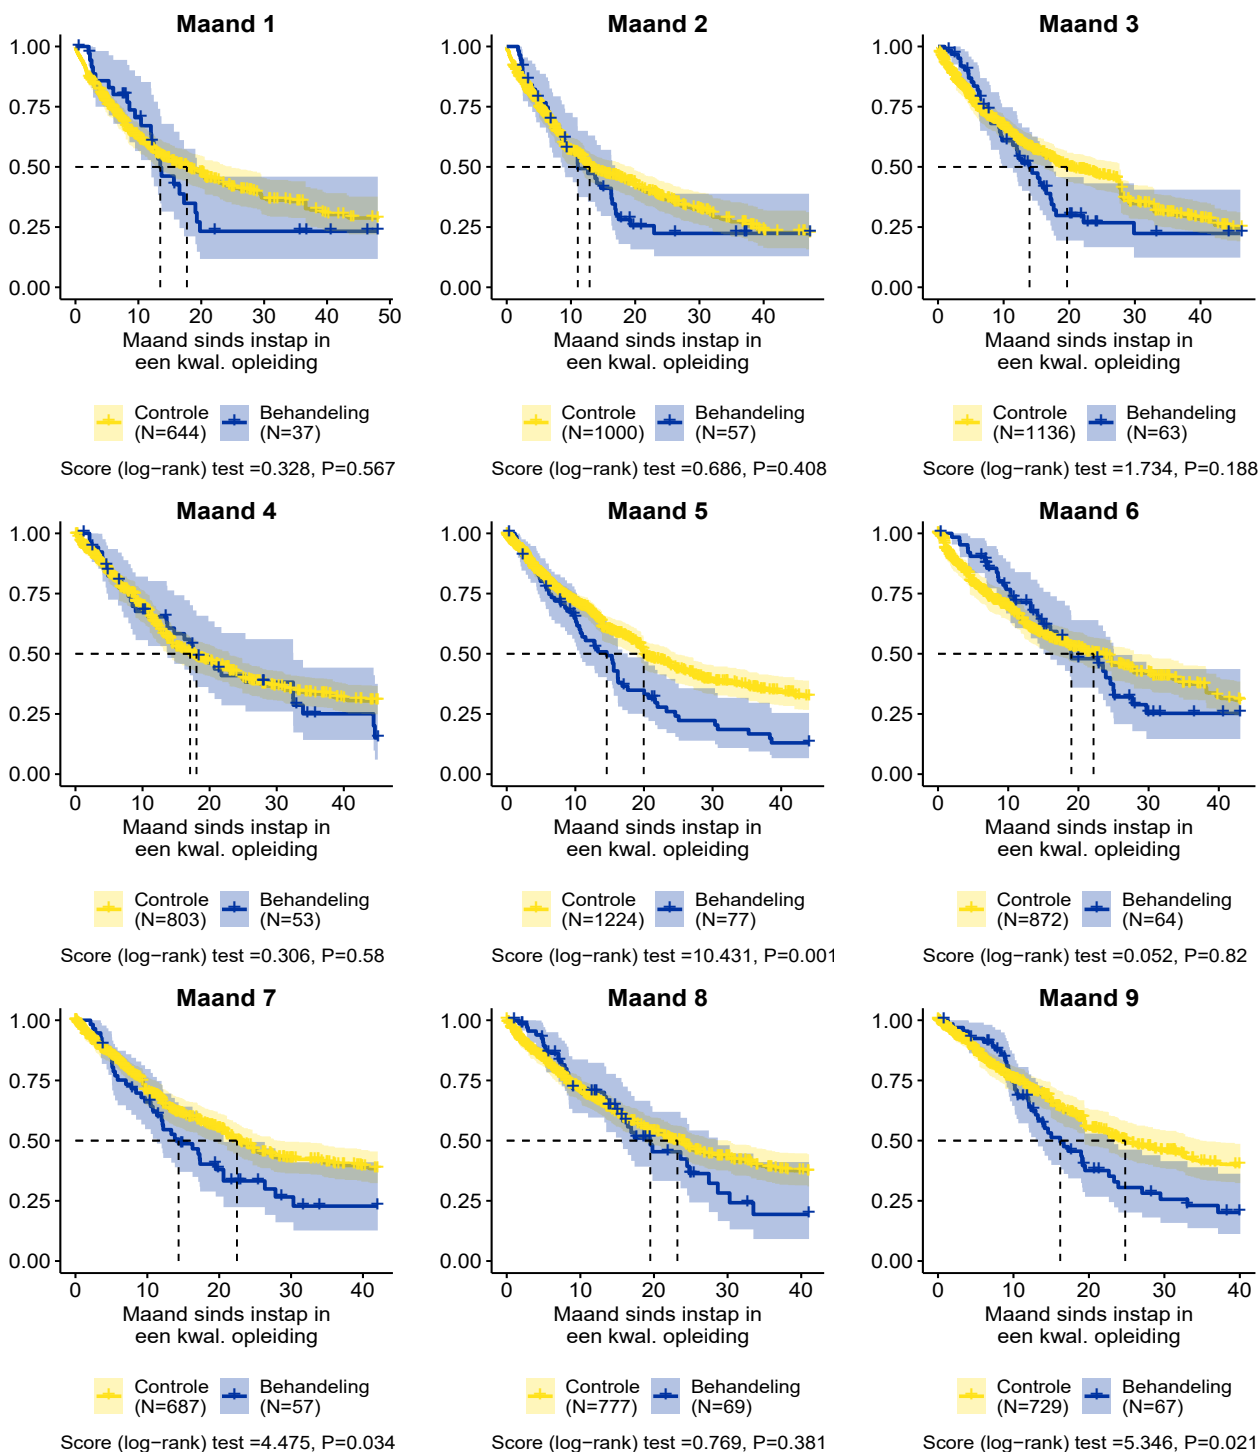 Maand 1
1.00
0.75
0.50
0.25
0.00
0 10 20 30 40 50
Maand sinds instap in
een kwal. opleiding
Controle
(N=644)
Behandeling
(N=37)
Score (log−rank) test =0.328, P=0.567
Maand 2
1.00
0.75
0.50
0.25
0.00
0 10 20 30 40
Maand sinds instap in
een kwal. opleiding
Controle
(N=1000)
Behandeling
(N=57)
Score (log−rank) test =0.686, P=0.408
Maand 3
1.00
0.75
0.50
0.25
0.00
0 10 20 30 40
Maand sinds instap in
een kwal. opleiding
Controle
(N=1136)
Behandeling
(N=63)
Score (log−rank) test =1.734, P=0.188
Maand 4
1.00
0.75
0.50
0.25
0.00
0 10 20 30 40
Maand sinds instap in
een kwal. opleiding
Controle
(N=803)
Behandeling
(N=53)
Score (log−rank) test =0.306, P=0.58
Maand 5
1.00
0.75
0.50
0.25
0.00
0 10 20 30 40
Maand sinds instap in
een kwal. opleiding
Controle
(N=1224)
Behandeling
(N=77)
Score (log−rank) test =10.431, P=0.001
Maand 6
1.00
0.75
0.50
0.25
0.00
0 10 20 30 40
Maand sinds instap in
een kwal. opleiding
Controle
(N=872)
Behandeling
(N=64)
Score (log−rank) test =0.052, P=0.82
Maand 7
1.00
0.75
0.50
0.25
0.00
0 10 20 30 40
Maand sinds instap in
een kwal. opleiding
Controle
(N=687)
Behandeling
(N=57)
Score (log−rank) test =4.475, P=0.034
Maand 8
1.00
0.75
0.50
0.25
0.00
0 10 20 30 40
Maand sinds instap in
een kwal. opleiding
Controle
(N=777)
Behandeling
(N=69)
Score (log−rank) test =0.769, P=0.381
Maand 9
1.00
0.75
0.50
0.25
0.00
0 10 20 30 40
Maand sinds instap in
een kwal. opleiding
Controle
(N=729)
Behandeling
(N=67)
Score (log−rank) test =5.346, P=0.021